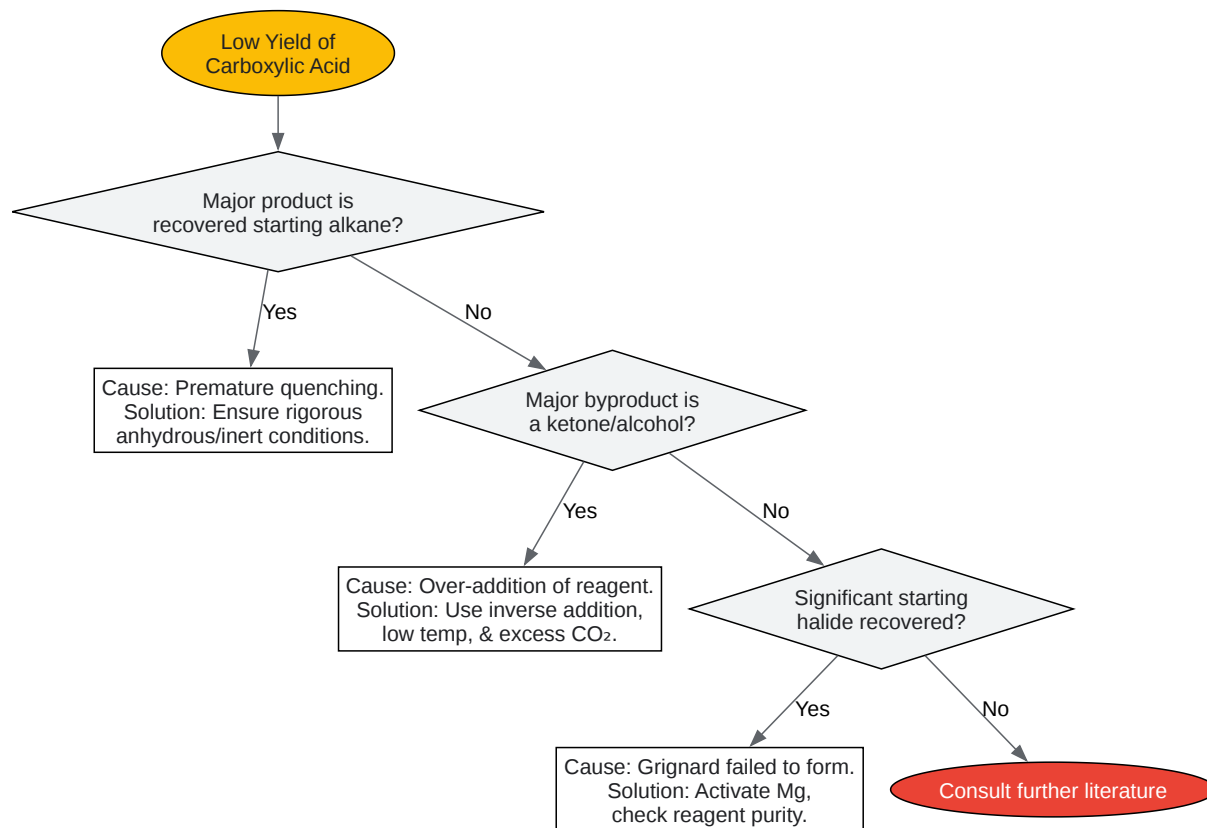 Low Yield of
Carboxylic Acid
Major product is
recovered starting alkane?
Yes
No
Cause: Premature quenching.
Solution: Ensure rigorous
anhydrous/inert conditions.
Major byproduct is
a ketone/alcohol?
Yes
No
Cause: Over-addition of reagent.
Solution: Use inverse addition,
low temp, & excess CO₂.
Significant starting
halide recovered?
Yes
No
Cause: Grignard failed to form.
Solution: Activate Mg,
check reagent purity.
Consult further literature